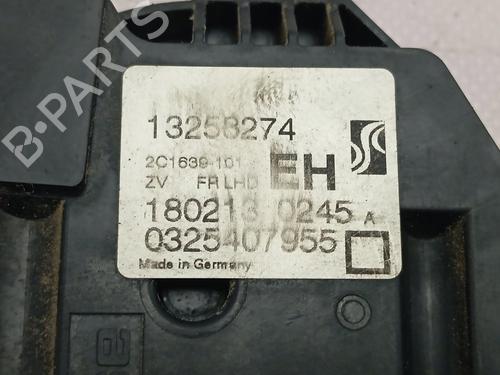 B-PARTS
13258274
2C1639-101
EH
ZV FR LHD
180213 0245 A
0325407955
Made in Germany